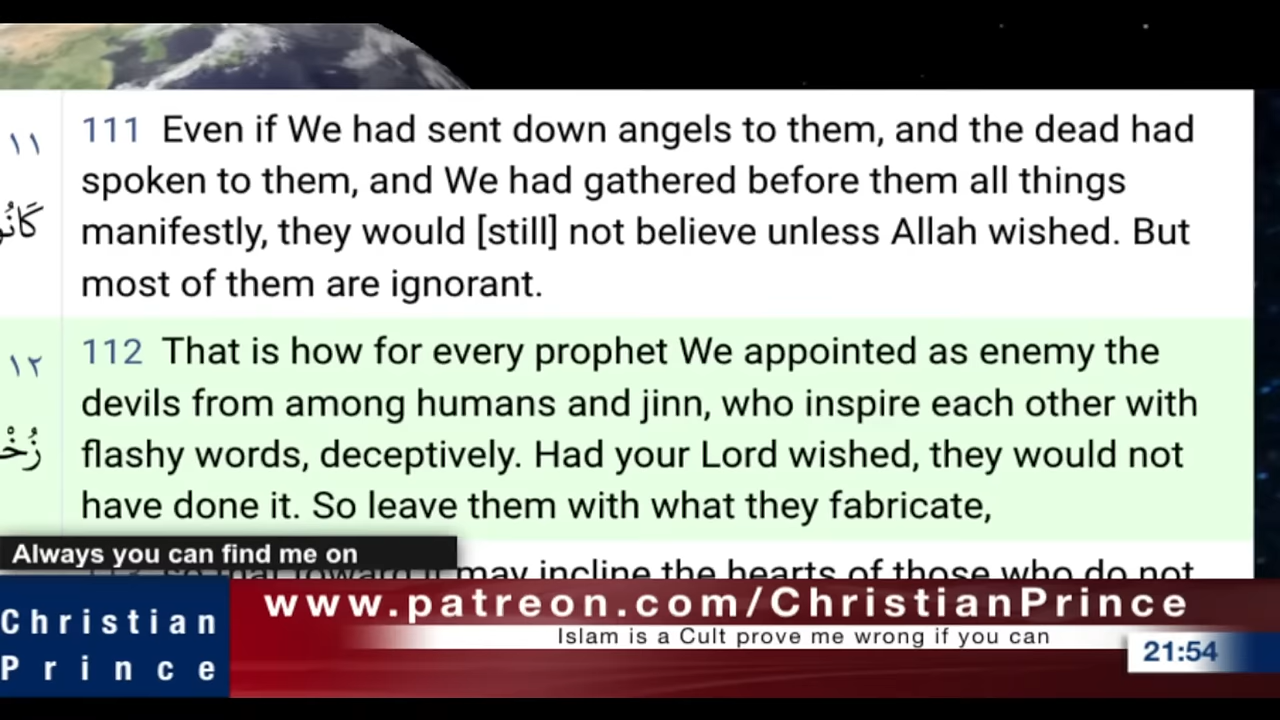 111 Even if We had sent down angels to them, and the dead had
spoken to them, and We had gathered before them all things
manifestly, they would [still] not believe unless Allah wished. But
most of them are ignorant.
112 That is how for every prophet We appointed as enemy the
devils from among humans and jinn, who inspire each other with
flashy words, deceptively. Had your Lord wished, they would not
have done it. So leave them with what they fabricate,
may incline the hearts of those who do not
Always you can find me on
Christian
Prince
www.patreon.com/ChristianPrince
Islam is a Cult prove me wrong if you can
21:54